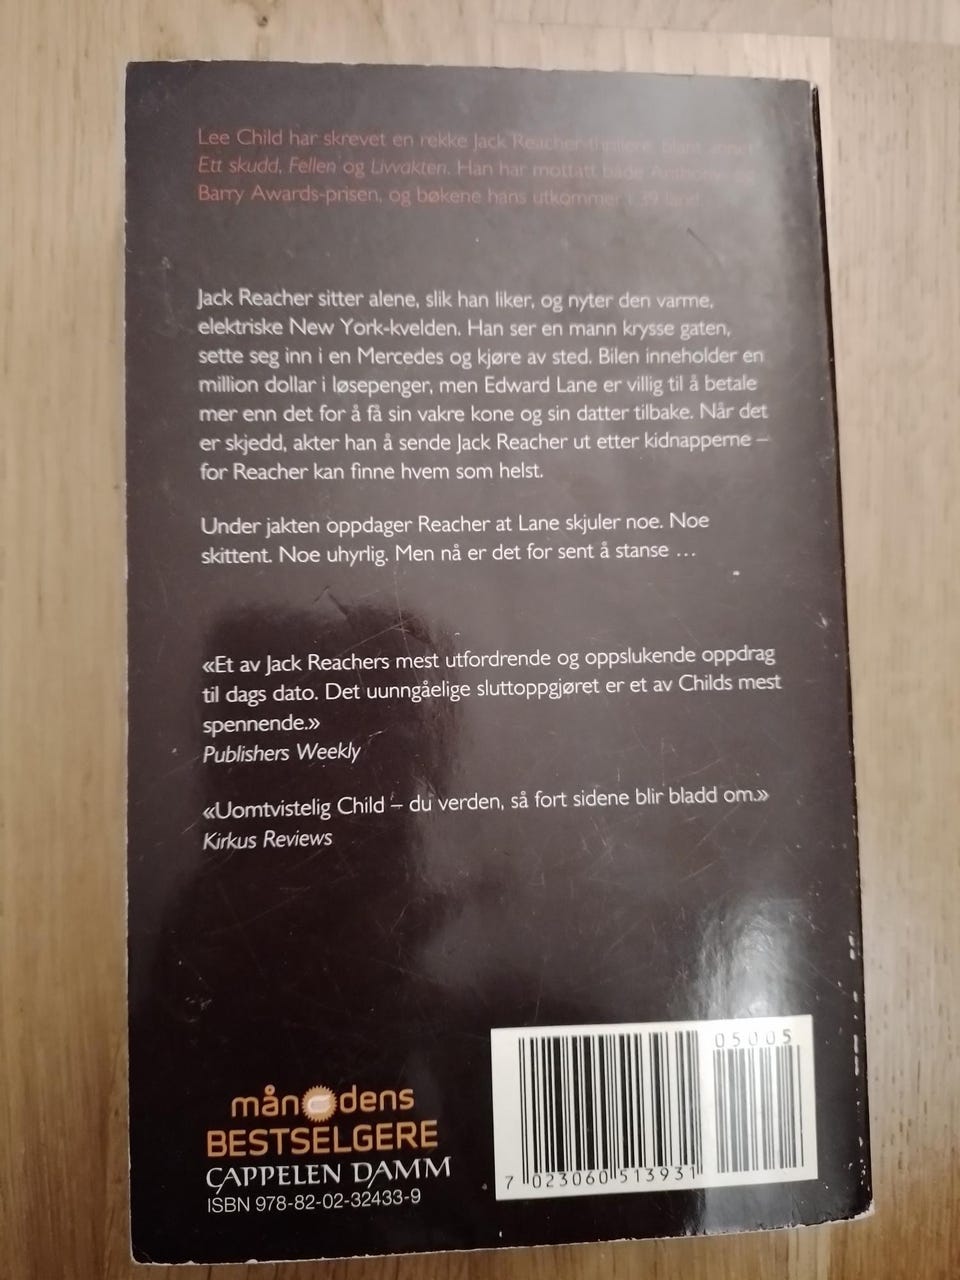 Lee Child har skrevet en rekke Jack Reacher-thrillere, blant annet
Ett skudd, Fellen og Livvakten. Han har mottatt både Anthony- og
Barry Awards-prisen, og bøkene hans utkommer i 39 land.
Jack Reacher sitter alene, slik han liker, og nyter den varme,
elektriske New York-kvelden. Han ser en mann krysse gaten,
sette seg inn i en Mercedes og kjøre av sted. Bilen inneholder en
million dollar i løsepenger, men Edward Lane er villig til å betale
mer enn det for å få sin vakre kone og sin datter tilbake. Når det
er skjedd, akter han å sende Jack Reacher ut etter kidnapperne –
for Reacher kan finne hvem som helst.
Under jakten oppdager Reacher at Lane skjuler noe. Noe
skittent. Noe uhyrlig. Men nå er det for sent å stanse …
«Et av Jack Reachers mest utfordrende og oppslukende oppdrag
til dags dato. Det uunngåelige sluttoppgjøret er et av Childs mest
spennende.»
Publishers Weekly
«Uomtvistelig Child – du verden, så fort sidene blir bladd om.»
Kirkus Reviews
månedens
BESTSELGERE
CAPPELEN DAMM
ISBN 978-82-02-32433-9
05005
7 023060 513931